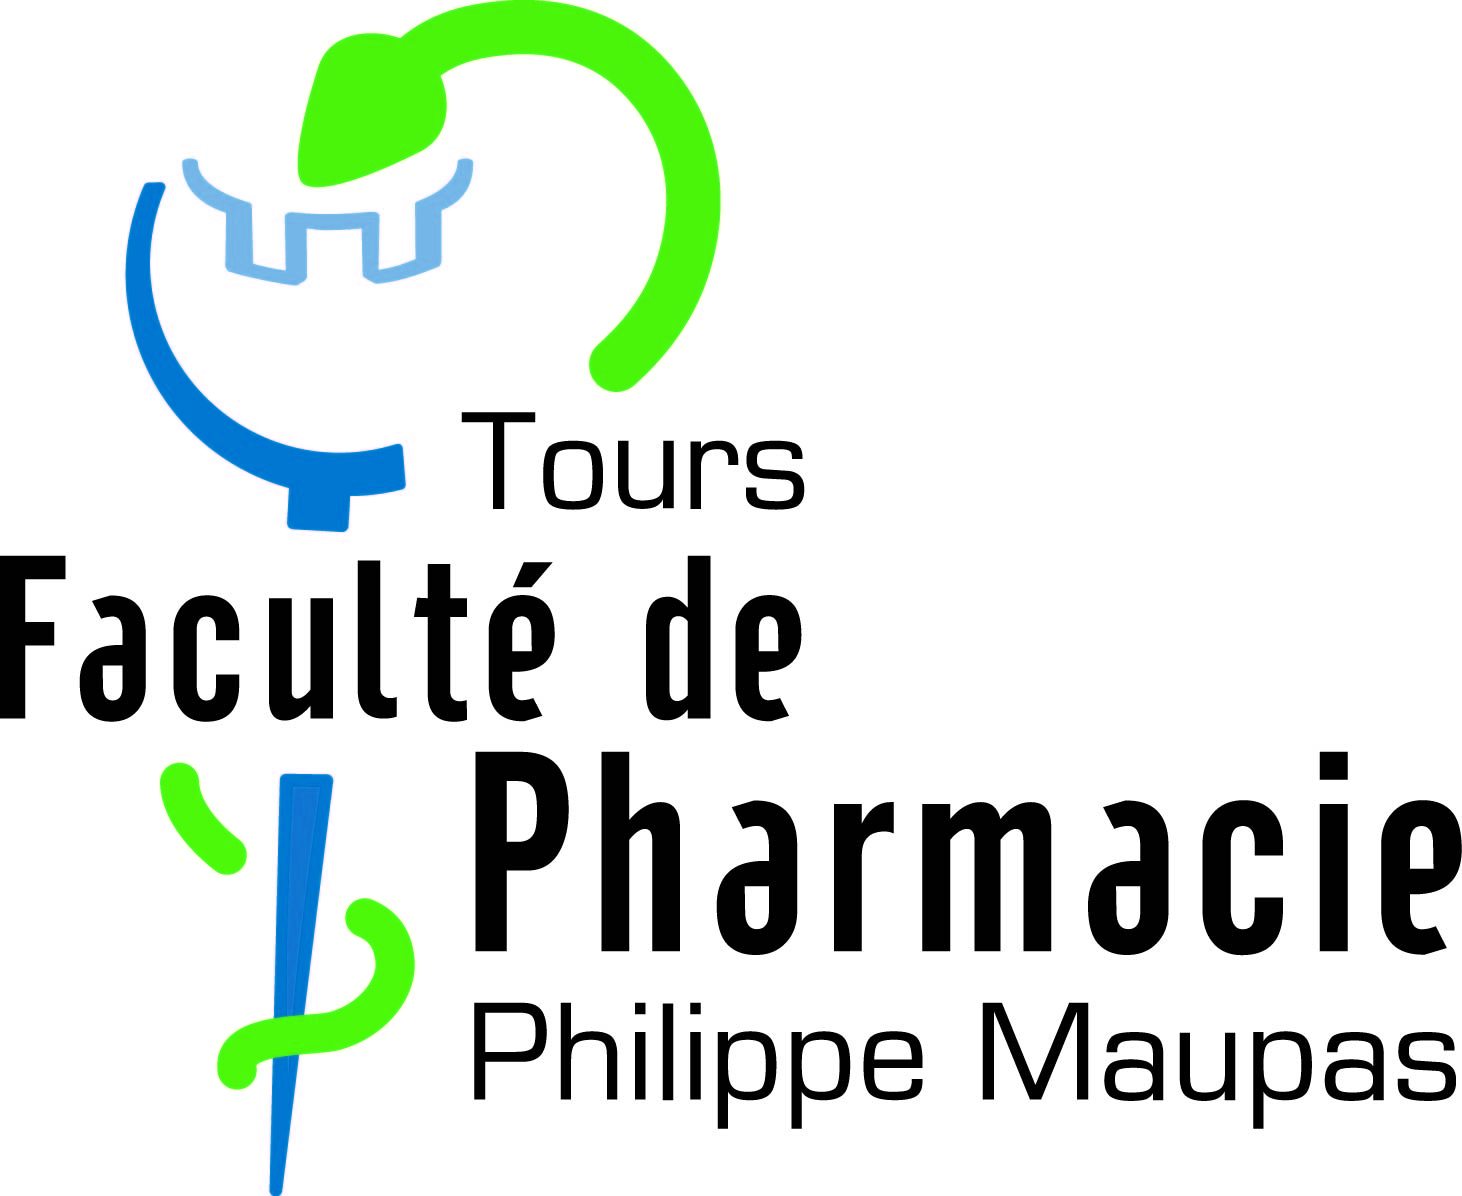 Tours
Faculté de
Pharmacie
Philippe Maupas